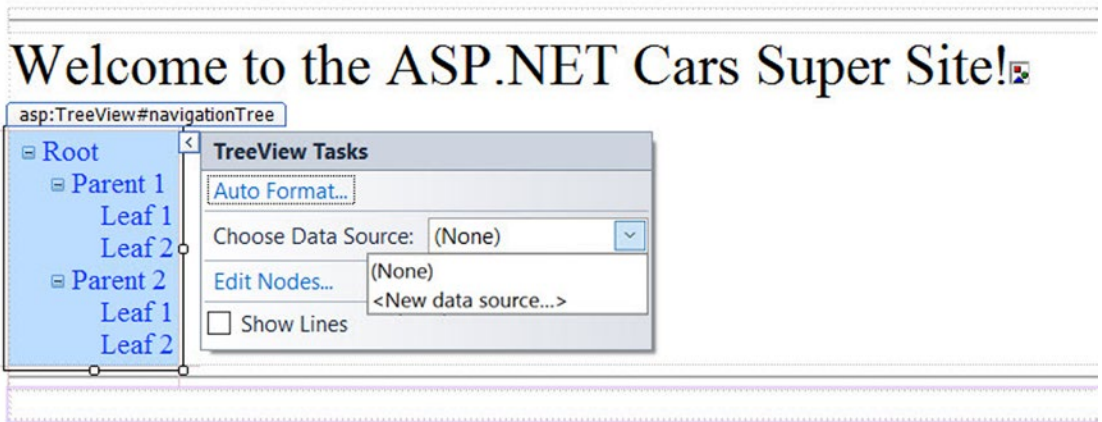 Welcome to the ASP.NET Cars Super Site!
asp:TreeView#navigationTree
Root
Parent 1
Leaf 1
Leaf 2
Parent 2
Leaf 1
Leaf 2
TreeView Tasks
Auto Format...
Choose Data Source: (None)
(None)
<New data source...>
Edit Nodes...
Show Lines